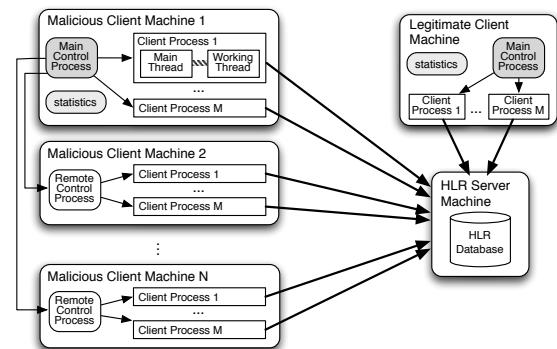 Malicious Client Machine 1
Main
Control
Process
statistics
Client Process 1
Main
Thread
Working
Thread
...
Client Process M
Legitimate Client
Machine
statistics
Main
Control
Process
Client
Process 1
...
Client
Process M
Malicious Client Machine 2
Remote
Control
Process
Client Process 1
...
Client Process M
HLR Server
Machine
HLR
Database
...
Malicious Client Machine N
Remote
Control
Process
Client Process 1
...
Client Process M